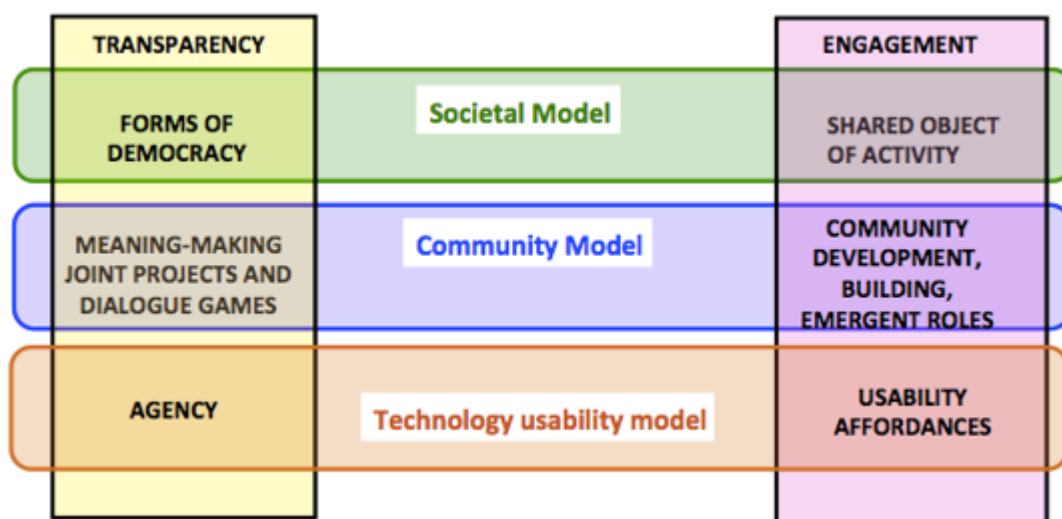 TRANSPARENCY
ENGAGEMENT
Societal Model
FORMS OF
DEMOCRACY
SHARED OBJECT
OF ACTIVITY
Community Model
MEANING-MAKING
JOINT PROJECTS AND
DIALOGUE GAMES
COMMUNITY
DEVELOPMENT,
BUILDING,
EMERGENT ROLES
Technology usability model
AGENCY
USABILITY
AFFORDANCES